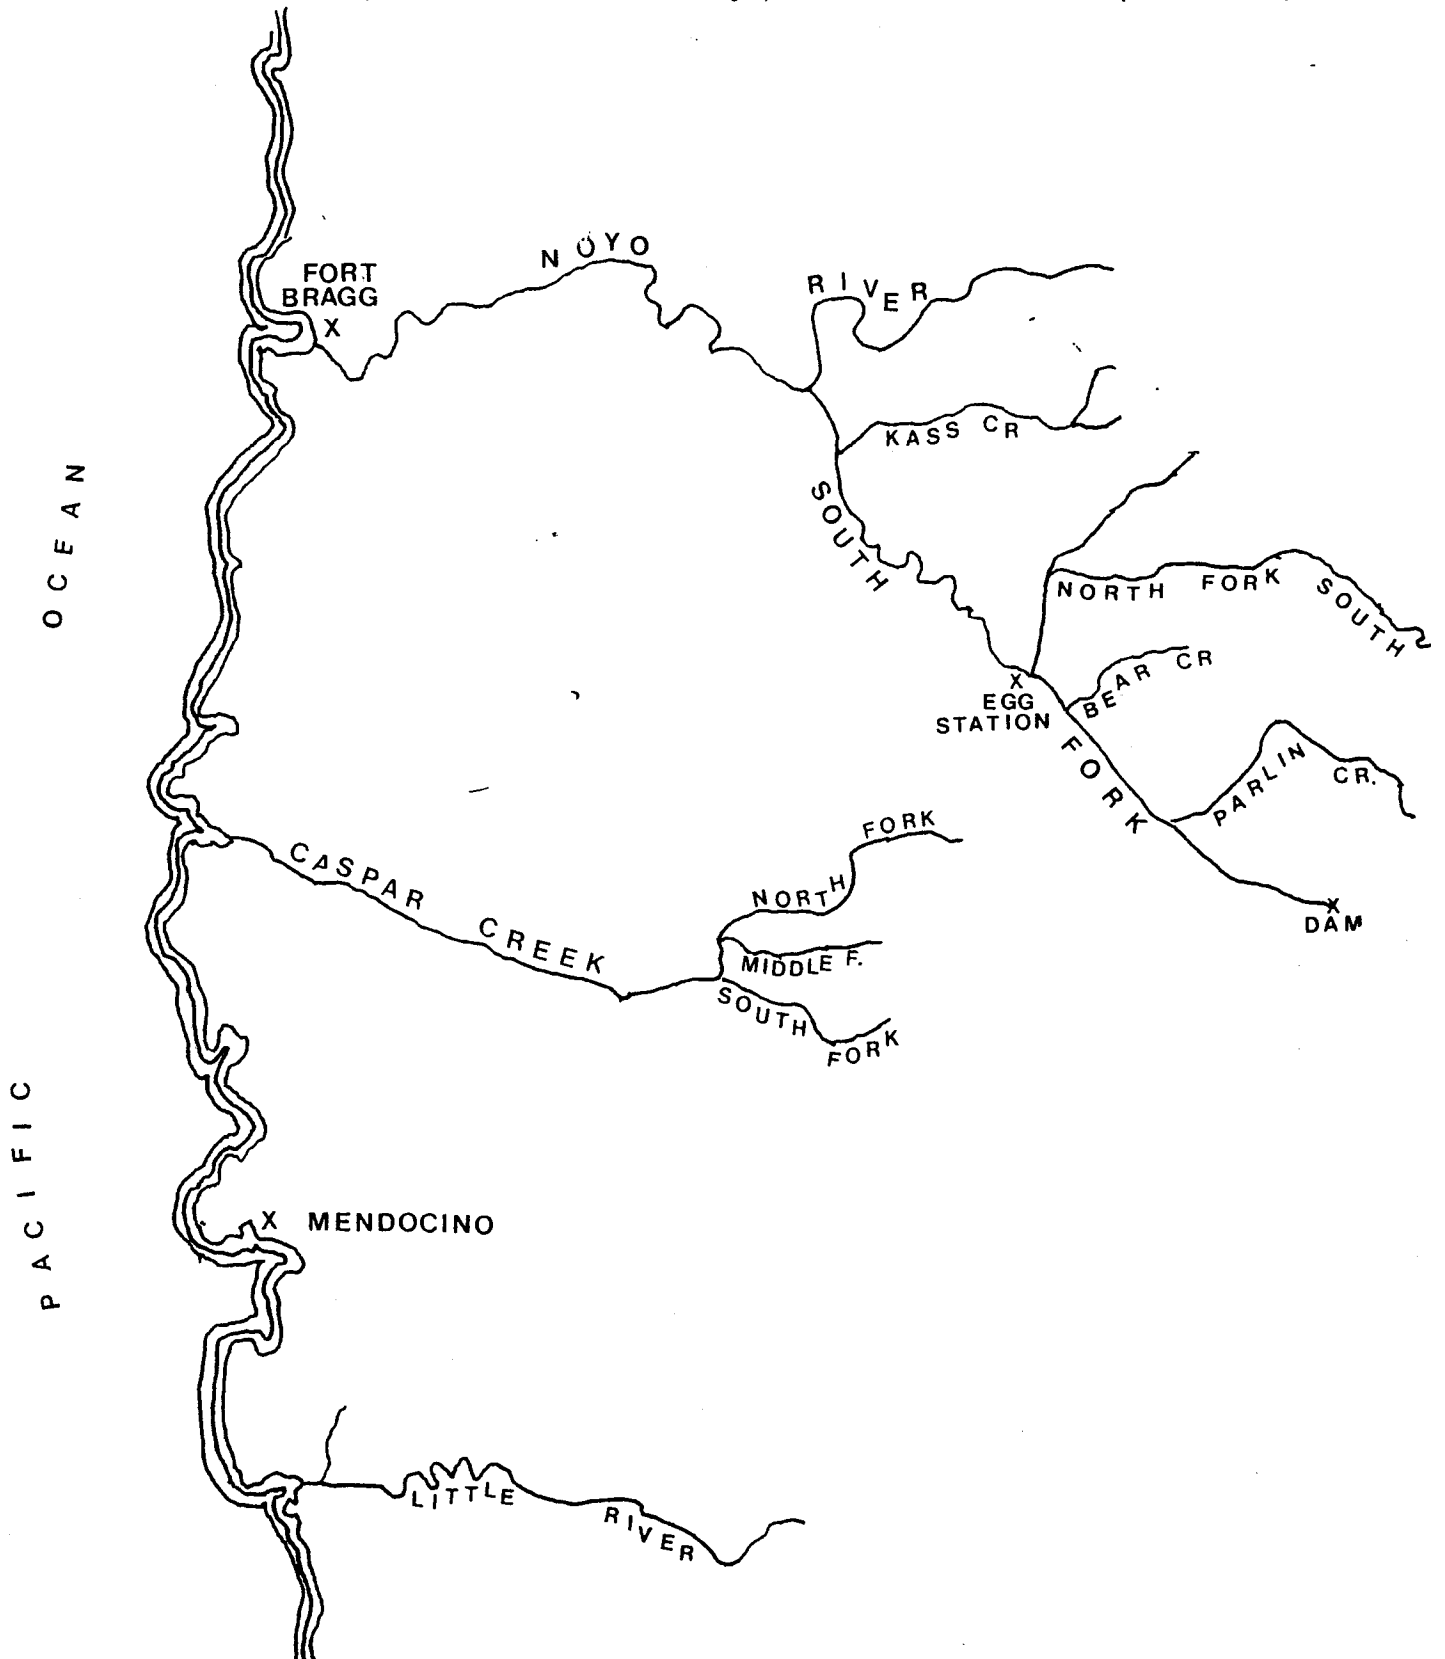 NOYO
RIVER
FORT
BRAGG
X
KASS CR
OCEAN
SOUTH
NORTH FORK SOUTH
BEAR CR
X
EGG
STATION
FORK
PARLIN CR.
X
DAM
CASPAR CREEK
NORTH FORK
MIDDLE F.
SOUTH FORK
PACIFIC
X MENDOCINO
LITTLE RIVER